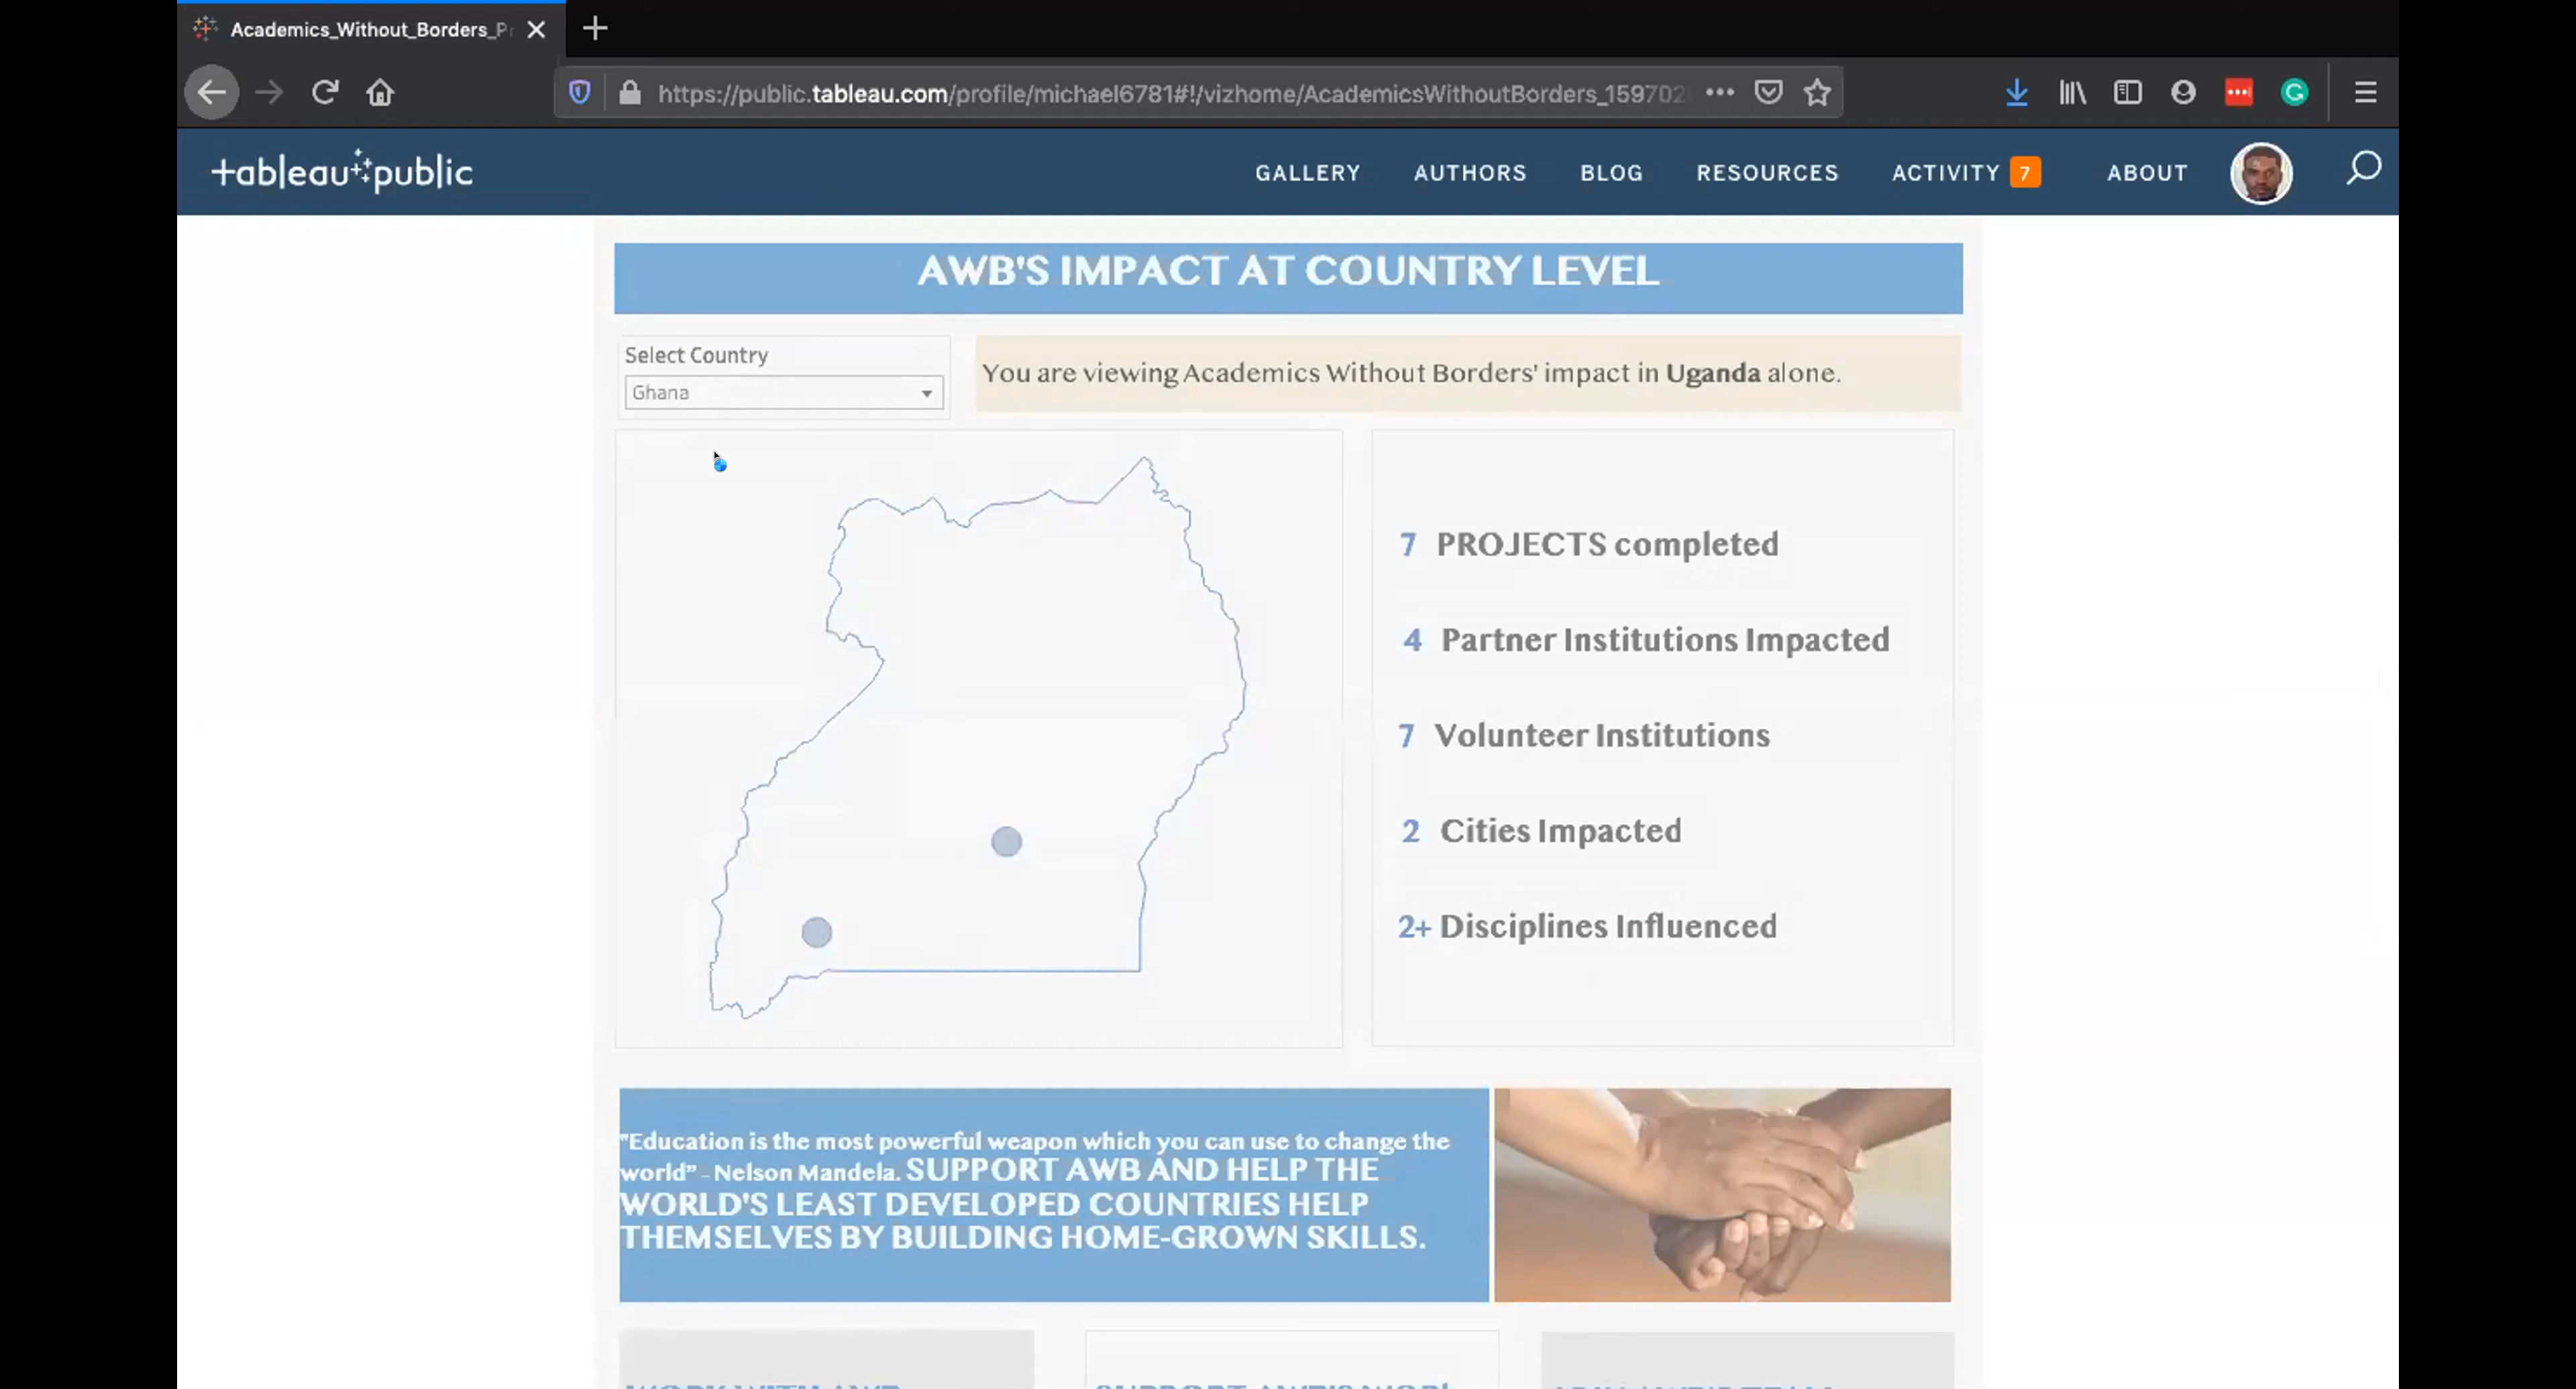 Academics_Without_Borders_P
https://public.tableau.com/profile/michael6781#!/vizhome/AcademicsWithoutBorders_159702
tableau public
GALLERY AUTHORS BLOG RESOURCES ACTIVITY 7 ABOUT
AWB'S IMPACT AT COUNTRY LEVEL
Select Country
Ghana
You are viewing Academics Without Borders' impact in Uganda alone.
7 PROJECTS completed
4 Partner Institutions Impacted
7 Volunteer Institutions
2 Cities Impacted
2+ Disciplines Influenced
"Education is the most powerful weapon which you can use to change the
world” - Nelson Mandela. SUPPORT AWB AND HELP THE
WORLD'S LEAST DEVELOPED COUNTRIES HELP
THEMSELVES BY BUILDING HOME-GROWN SKILLS.